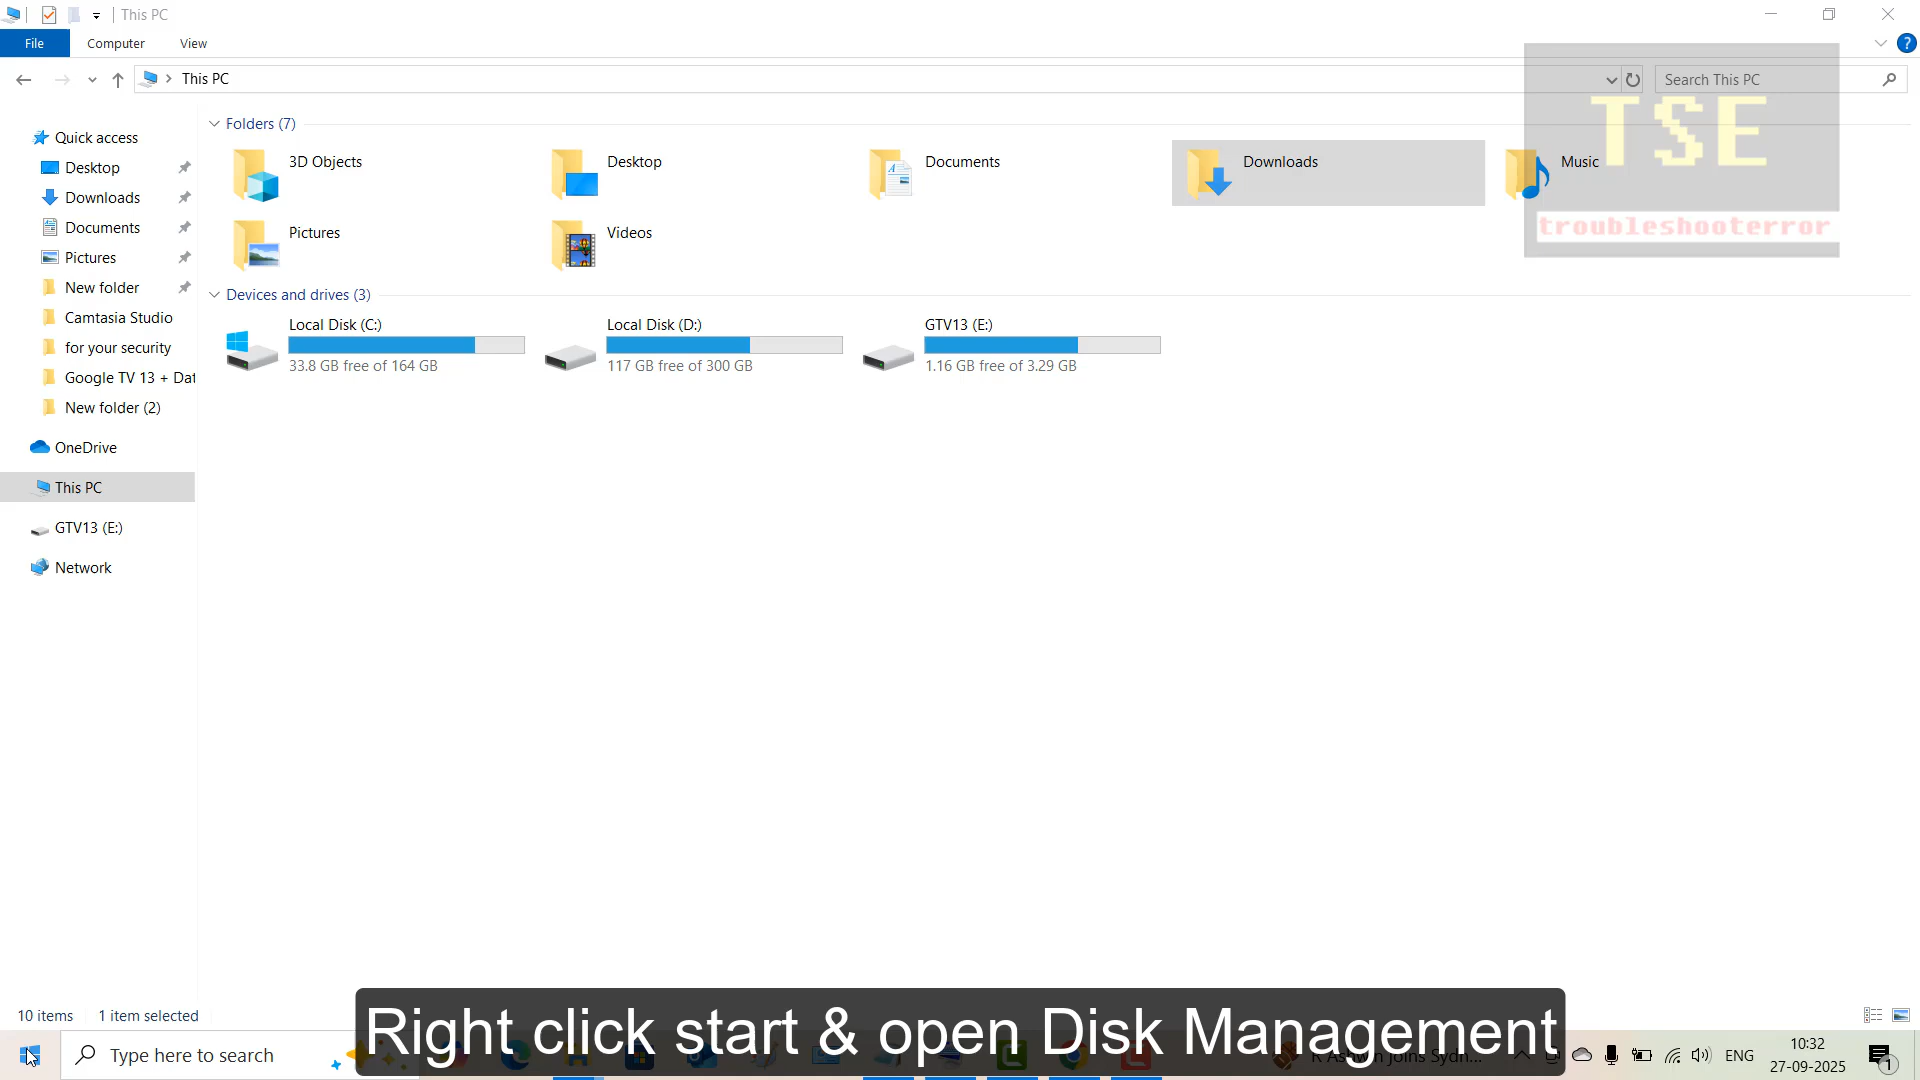 This PC
File
Computer
View
This PC
Search This PC
TSE
troubleshooterror
Quick access
Desktop
Downloads
Documents
Pictures
New folder
Camtasia Studio
for your security
Google TV 13 + Dat
New folder (2)
OneDrive
This PC
GTV13 (E:)
Network
Folders (7)
3D Objects
Desktop
Documents
Downloads
Music
Pictures
Videos
Devices and drives (3)
Local Disk (C:)
33.8 GB free of 164 GB
Local Disk (D:)
117 GB free of 300 GB
GTV13 (E:)
1.16 GB free of 3.29 GB
10 items
1 item selected
Right click start & open Disk Management
Type here to search
R Ashwin joins Sydn...
ENG
10:32
27-09-2025
1